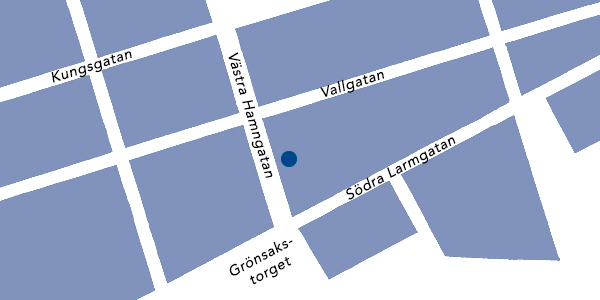 Kungsgatan
Västra Hamngatan
Vallgatan
Södra Larmgatan
Grönsaks-
torget